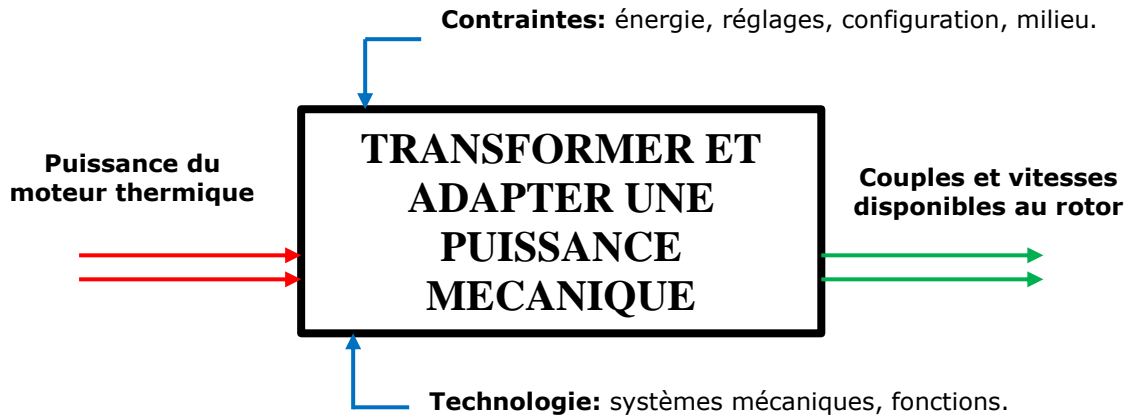 Contraintes: énergie, réglages, configuration, milieu.
Puissance du
moteur thermique
TRANSFORMER ET
ADAPTER UNE
PUISSANCE
MECANIQUE
Couples et vitesses
disponibles au rotor
Technologie: systèmes mécaniques, fonctions.